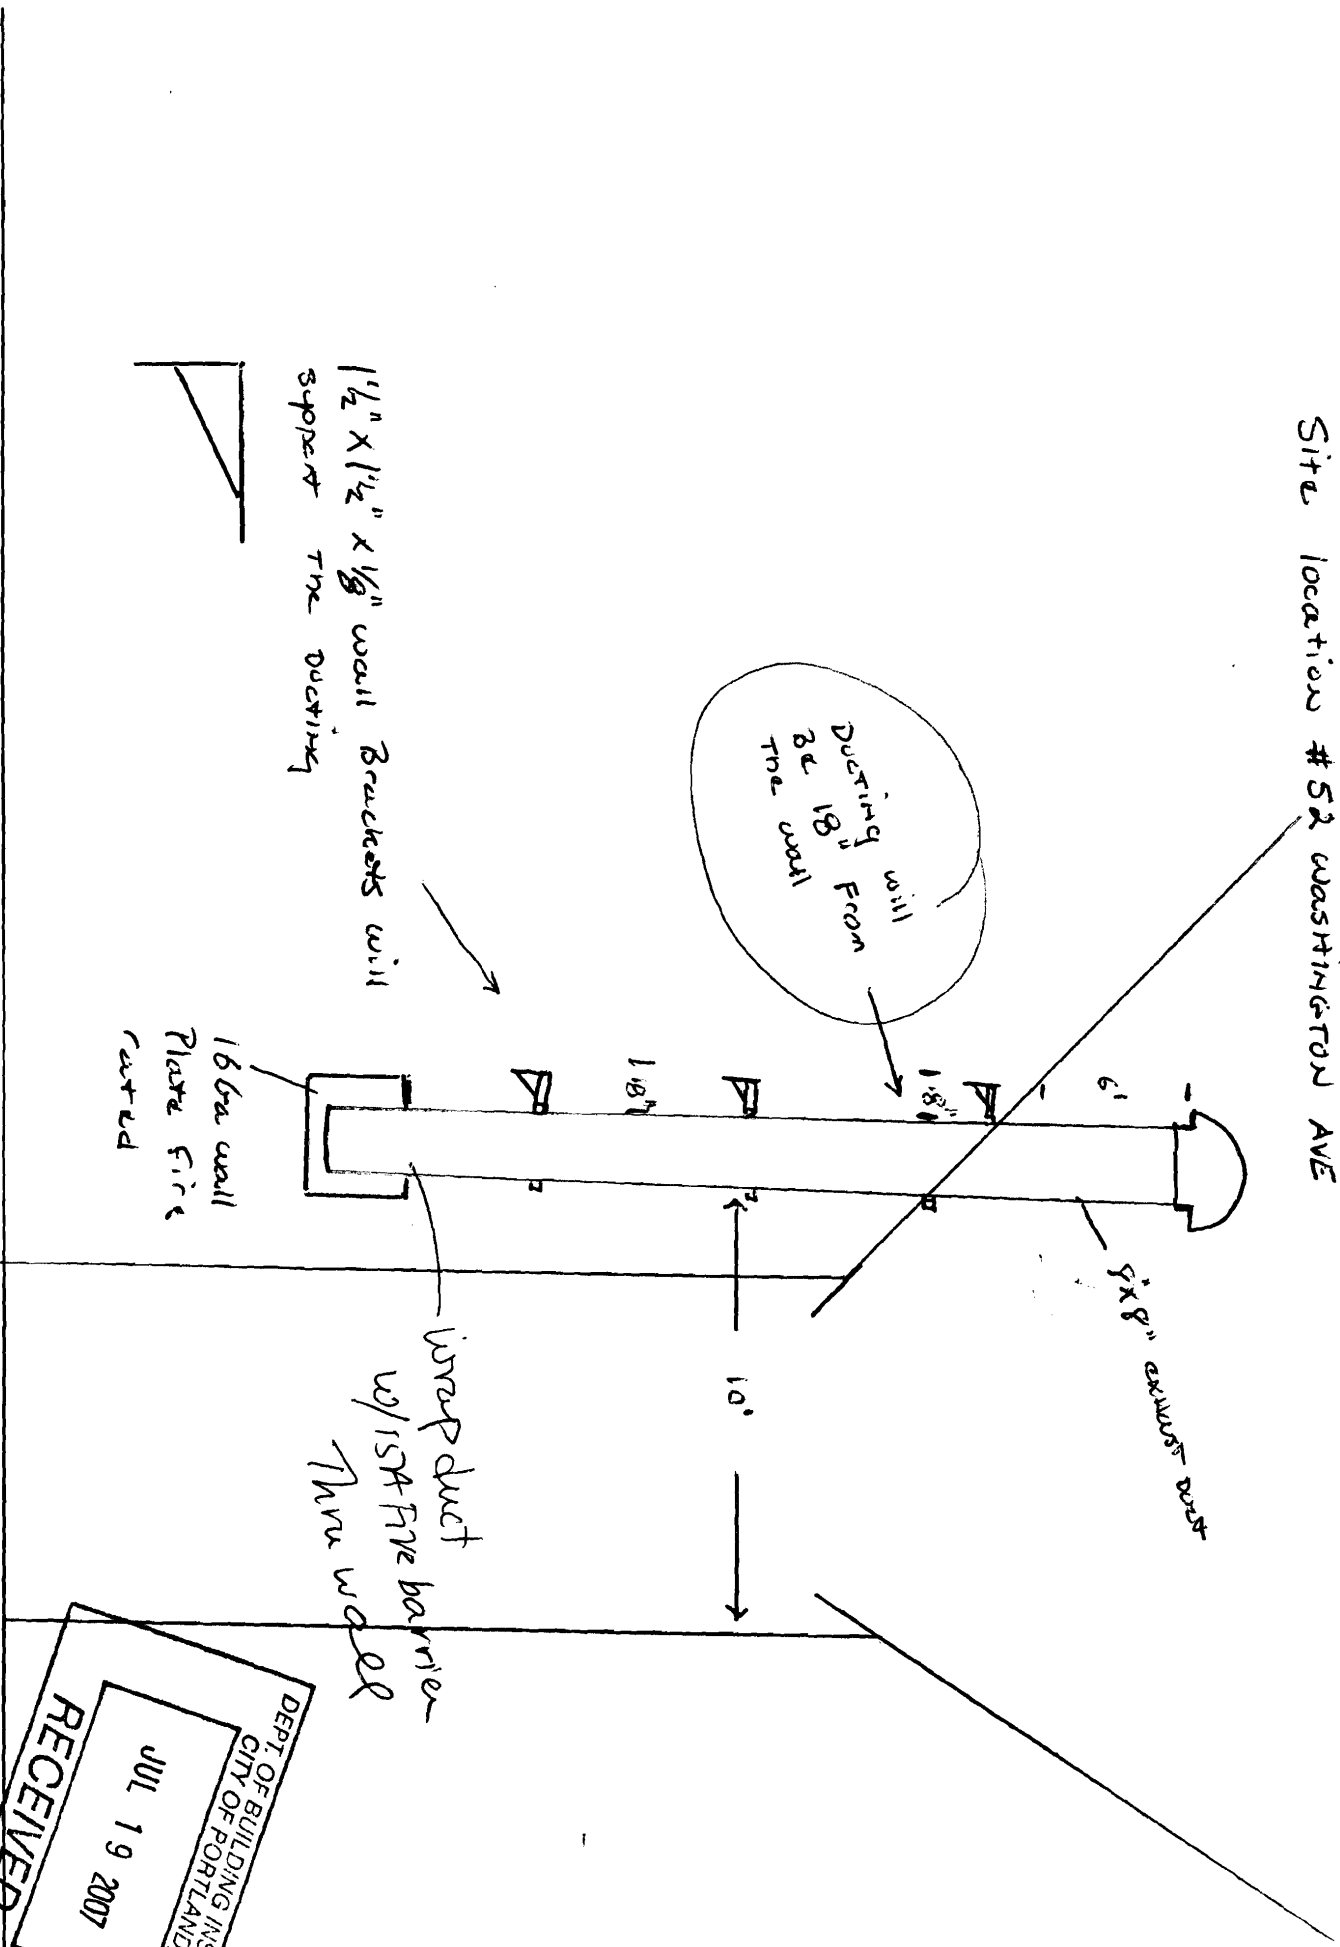 Site location #52 WASHINGTON AVE
6'
8"x8" exhaust Duct
Ducting will
Be 18" From
The wall
18"
18"
10'
1½" x 1½" x ⅛" wall Brackets will
support The Ducting
16 Ga wall
Plate Fire
rated
Wrap duct
w/ Fire barrier
Thru wall
DEPT. OF BUILDING INS
CITY OF PORTLAND
JUL 19 2007
RECEIVED